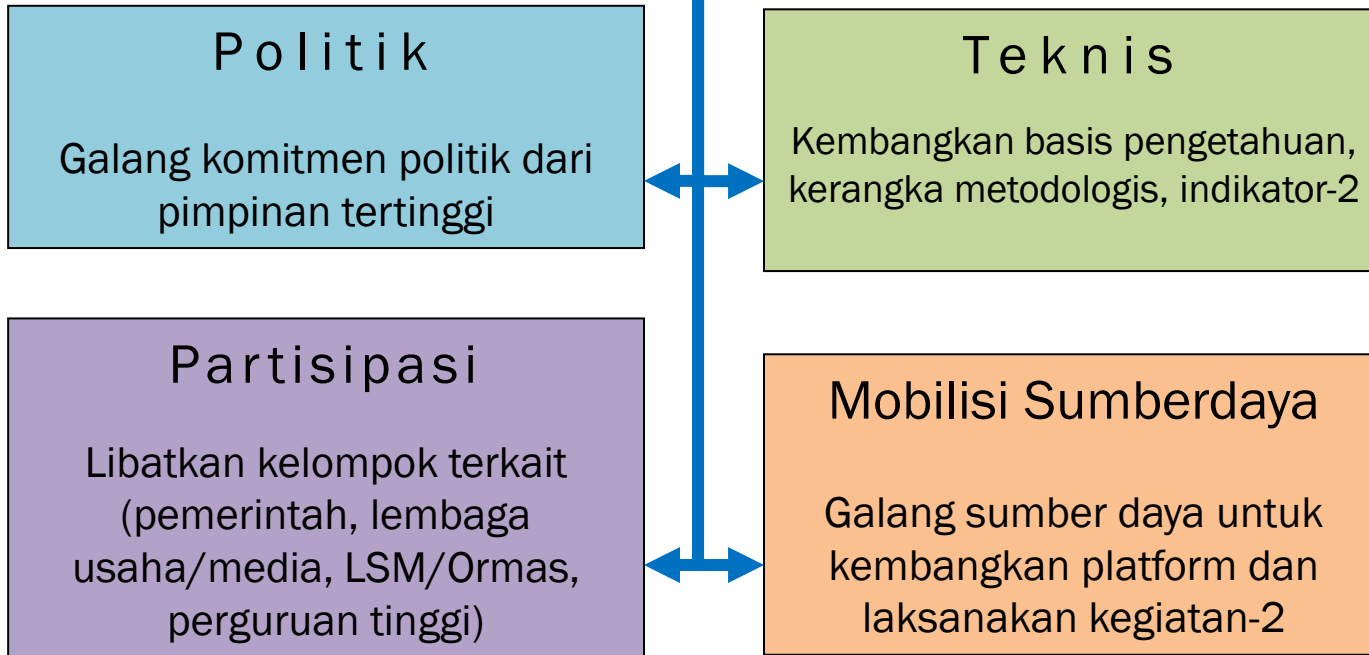 Politik
Galang komitmen politik dari
pimpinan tertinggi
Teknis
Kembangkan basis pengetahuan,
kerangka metodologis, indikator-2
Partisipasi
Libatkan kelompok terkait
(pemerintah, lembaga
usaha/media, LSM/Ormas,
perguruan tinggi)
Mobilisi Sumberdaya
Galang sumber daya untuk
kembangkan platform dan
laksanakan kegiatan-2